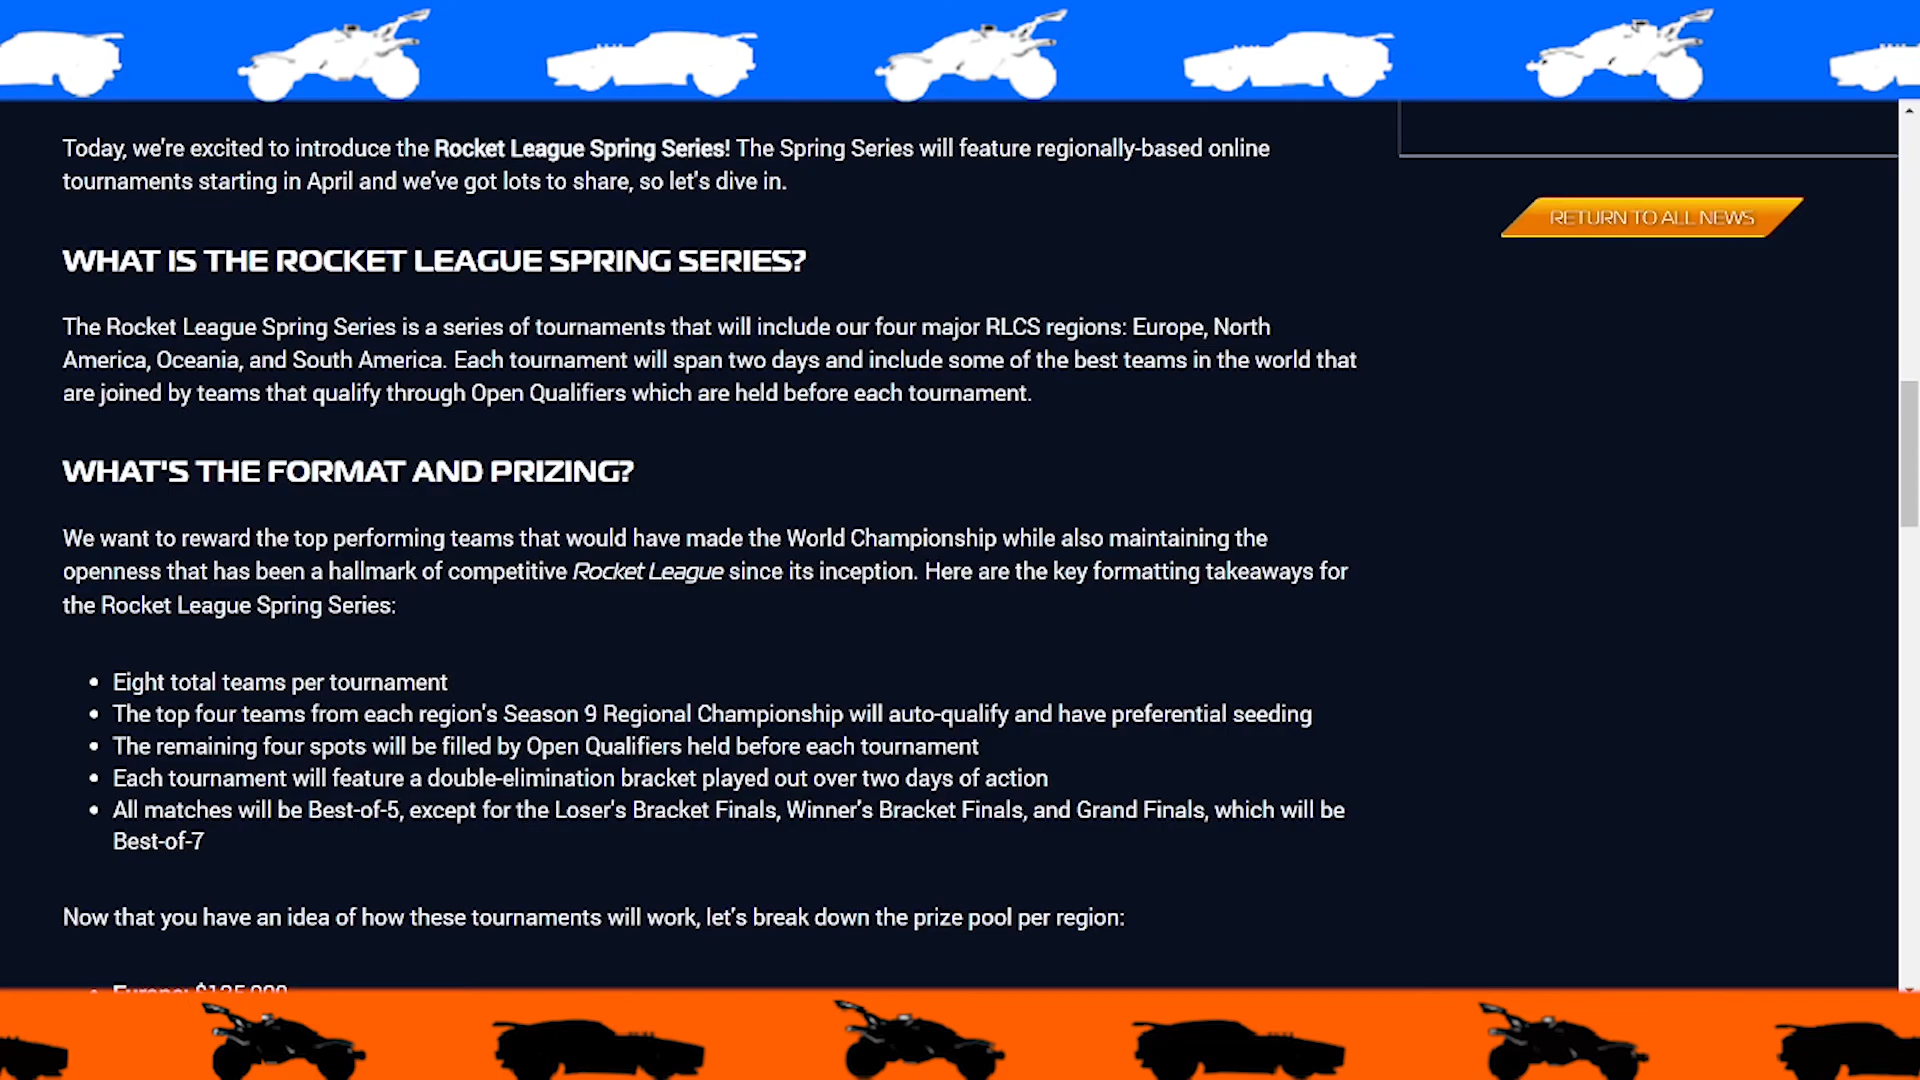 Today, we're excited to introduce the Rocket League Spring Series! The Spring Series will feature regionally-based online
tournaments starting in April and we've got lots to share, so let's dive in.
RETURN TO ALL NEWS
WHAT IS THE ROCKET LEAGUE SPRING SERIES?
The Rocket League Spring Series is a series of tournaments that will include our four major RLCS regions: Europe, North
America, Oceania, and South America. Each tournament will span two days and include some of the best teams in the world that
are joined by teams that qualify through Open Qualifiers which are held before each tournament.
WHAT'S THE FORMAT AND PRIZING?
We want to reward the top performing teams that would have made the World Championship while also maintaining the
openness that has been a hallmark of competitive Rocket League since its inception. Here are the key formatting takeaways for
the Rocket League Spring Series:
• Eight total teams per tournament
• The top four teams from each region's Season 9 Regional Championship will auto-qualify and have preferential seeding
• The remaining four spots will be filled by Open Qualifiers held before each tournament
• Each tournament will feature a double-elimination bracket played out over two days of action
• All matches will be Best-of-5, except for the Loser's Bracket Finals, Winner's Bracket Finals, and Grand Finals, which will be
Best-of-7
Now that you have an idea of how these tournaments will work, let's break down the prize pool per region:
• Europe: